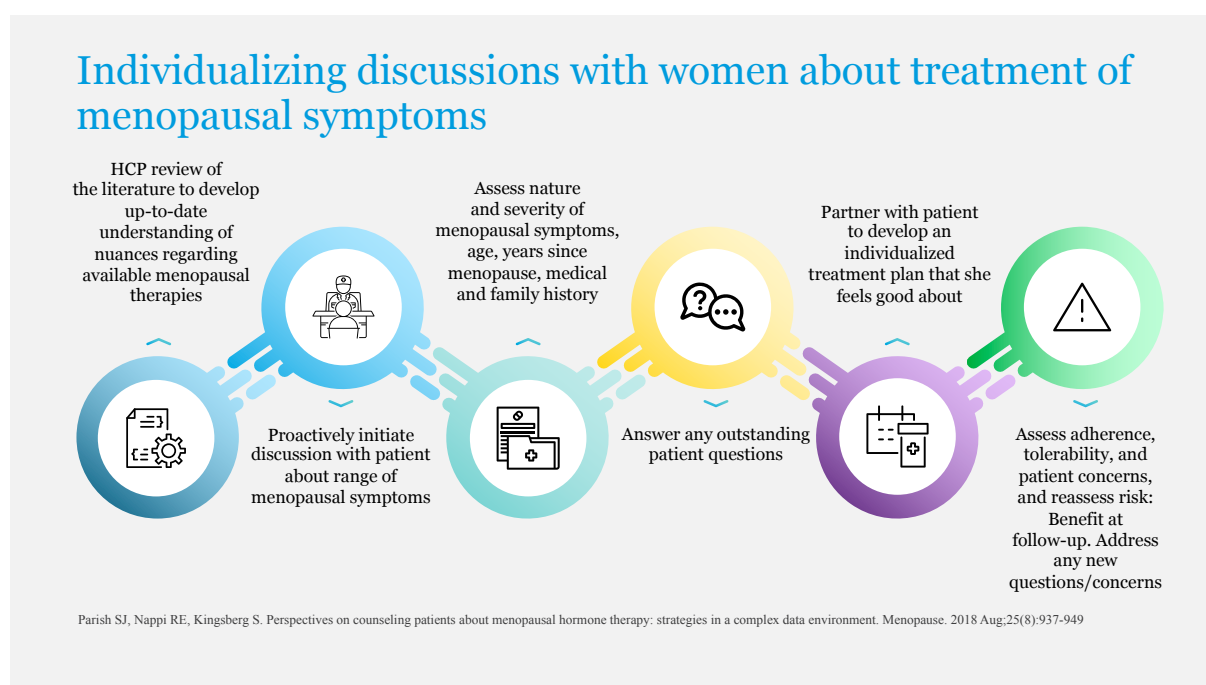 Individualizing discussions with women about treatment of
menopausal symptoms
HCP review of
the literature to develop
up-to-date
understanding of
nuances regarding
available menopausal
therapies
Proactively initiate
discussion with patient
about range of
menopausal symptoms
Assess nature
and severity of
menopausal symptoms,
age, years since
menopause, medical
and family history
Answer any outstanding
patient questions
Partner with patient
to develop an
individualized
treatment plan that she
feels good about
Assess adherence,
tolerability, and
patient concerns,
and reassess risk:
Benefit at
follow-up. Address
any new
questions/concerns
Parish SJ, Nappi RE, Kingsberg S. Perspectives on counseling patients about menopausal hormone therapy: strategies in a complex data environment. Menopause. 2018 Aug;25(8):937-949